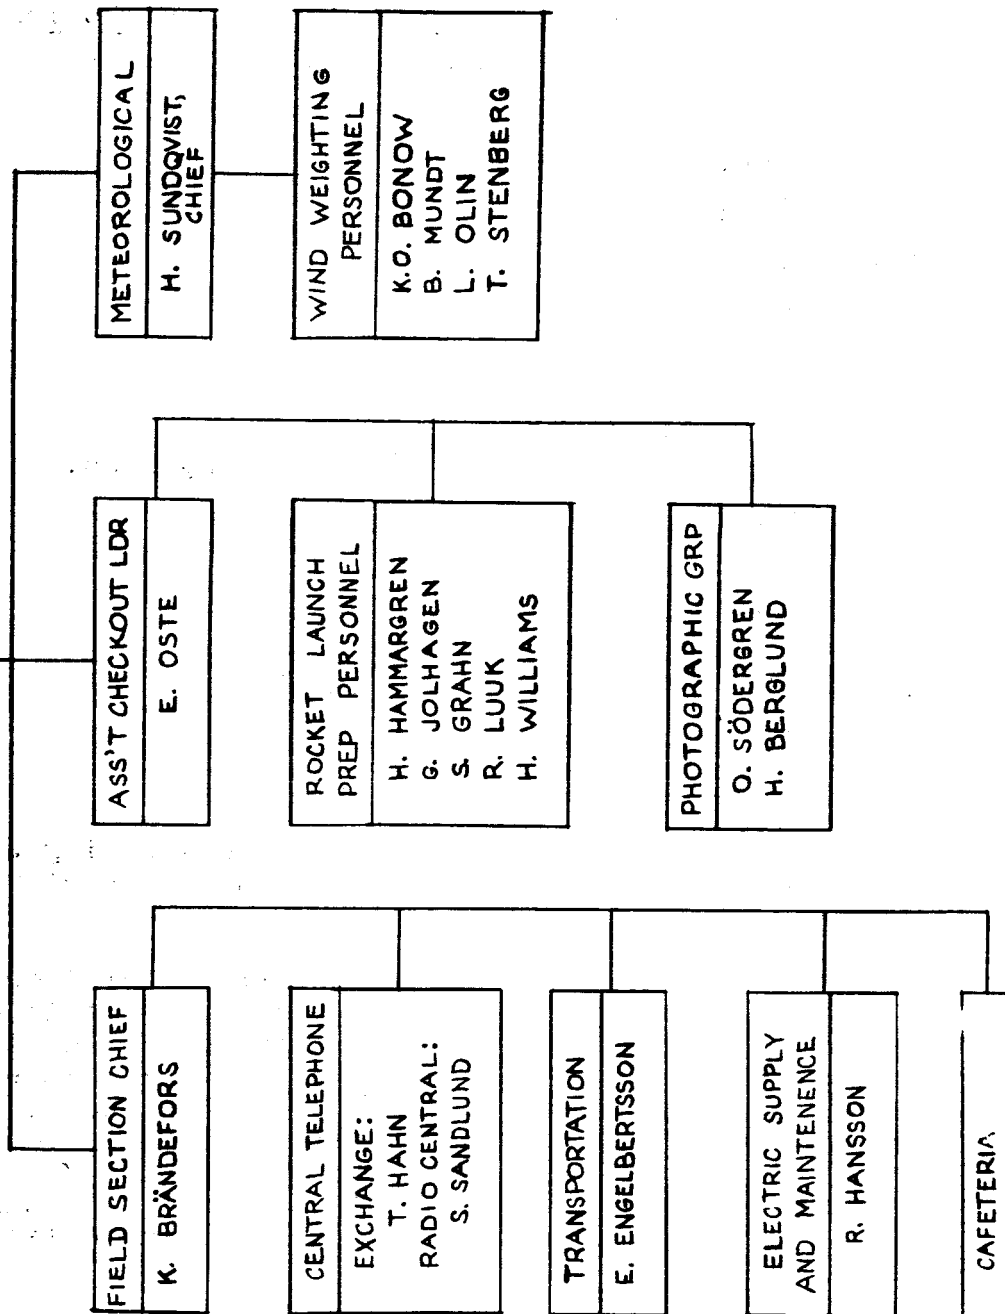 FIELD SECTION CHIEF
K. BRÄNDEFORS
CENTRAL TELEPHONE
EXCHANGE:
T. HAHN
RADIO CENTRAL:
S. SANDLUND
TRANSPORTATION
E. ENGELBERTSSON
ELECTRIC SUPPLY
AND MAINTENENCE
R. HANSSON
CAFETERIA
ASS'T CHECKOUT LDR
E. OSTE
ROCKET LAUNCH
PREP PERSONNEL
H. HAMMARGREN
G. JOLHAGEN
S. GRAHN
R. LUUK
H. WILLIAMS
PHOTOGRAPHIC GRP
O. SÖDERGREN
H. BERGLUND
METEOROLOGICAL
H. SUNDQVIST,
CHIEF
WIND WEIGHTING
PERSONNEL
K.O. BONOW
B. MUNDT
L. OLIN
T. STENBERG